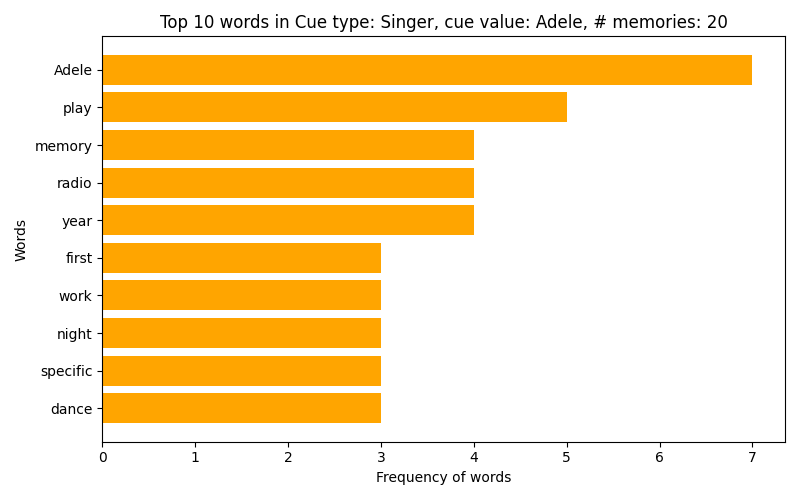 Top 10 words in Cue type: Singer, cue value: Adele, # memories: 20
Words
Adele
play
memory
radio
year
first
work
night
specific
dance
0 1 2 3 4 5 6 7
Frequency of words